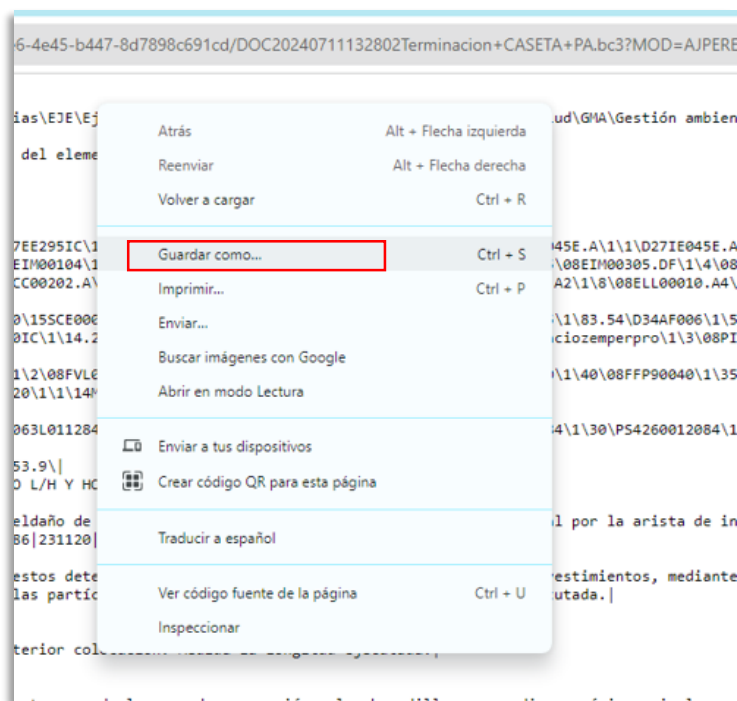 6-4e45-b447-8d7898c691cd/DOC20240711132802Terminacion+CASETA+PA.bc3?MOD=AJPERE
ias\EJE\Ej ud\GMA\Gestión ambien
del eleme
Atrás Alt + Flecha izquierda
Reenviar Alt + Flecha derecha
Volver a cargar Ctrl + R
7EE295IC\1 045E.A\1\1\D27IE045E.A
Guardar como... Ctrl + S
EIM00104\1 \08EIM00305.DF\1\4\08
CC00202.A\ A2\1\8\08ELL00010.A4\
Imprimir... Ctrl + P
0\15SCE000 \1\83.54\D34AF006\1\5
Enviar...
0IC\1\14.2 ciozemperpro\1\3\08PI
Buscar imágenes con Google
1\2\08FVL0 \1\40\08FFP90040\1\35
20\1\1\14M
Abrir en modo Lectura
063L011284 4\1\30\PS4260012084\1
Enviar a tus dispositivos
53.9\|
O L/H Y HO
Crear código QR para esta página
eldaño de l por la arista de in
86|231120|
Traducir a español
estos dete vestimientos, mediante
las partíc utada.|
Ver código fuente de la página Ctrl + U
Inspeccionar
terior col